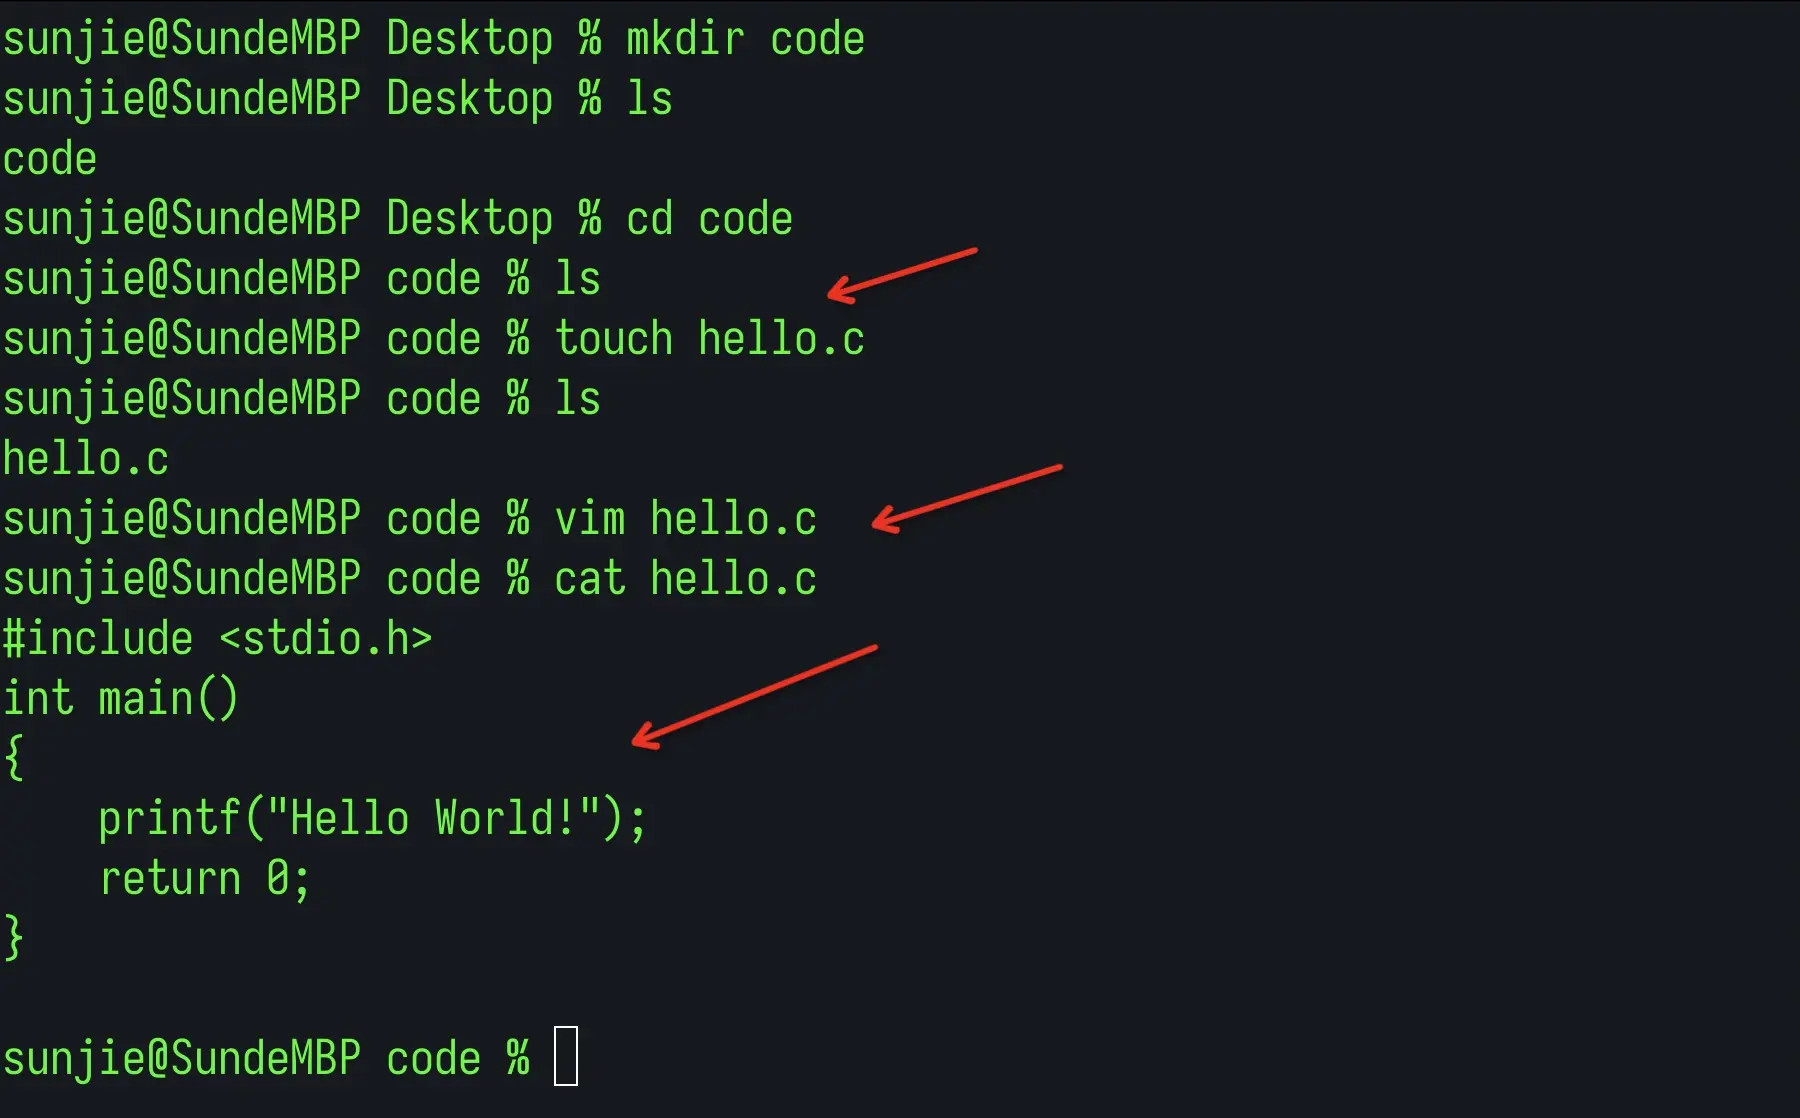 sunjie@SundeMBP Desktop % mkdir code
sunjie@SundeMBP Desktop % ls
code
sunjie@SundeMBP Desktop % cd code
sunjie@SundeMBP code % ls
sunjie@SundeMBP code % touch hello.c
sunjie@SundeMBP code % ls
hello.c
sunjie@SundeMBP code % vim hello.c
sunjie@SundeMBP code % cat hello.c
#include <stdio.h>
int main()
{
    printf("Hello World!");
    return 0;
}
sunjie@SundeMBP code %